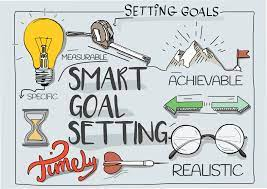 SETTING GOALS
MEASURABLE
SPECIFIC
SMART
GOAL
SETTING
ACHIEVABLE
Timely
REALISTIC